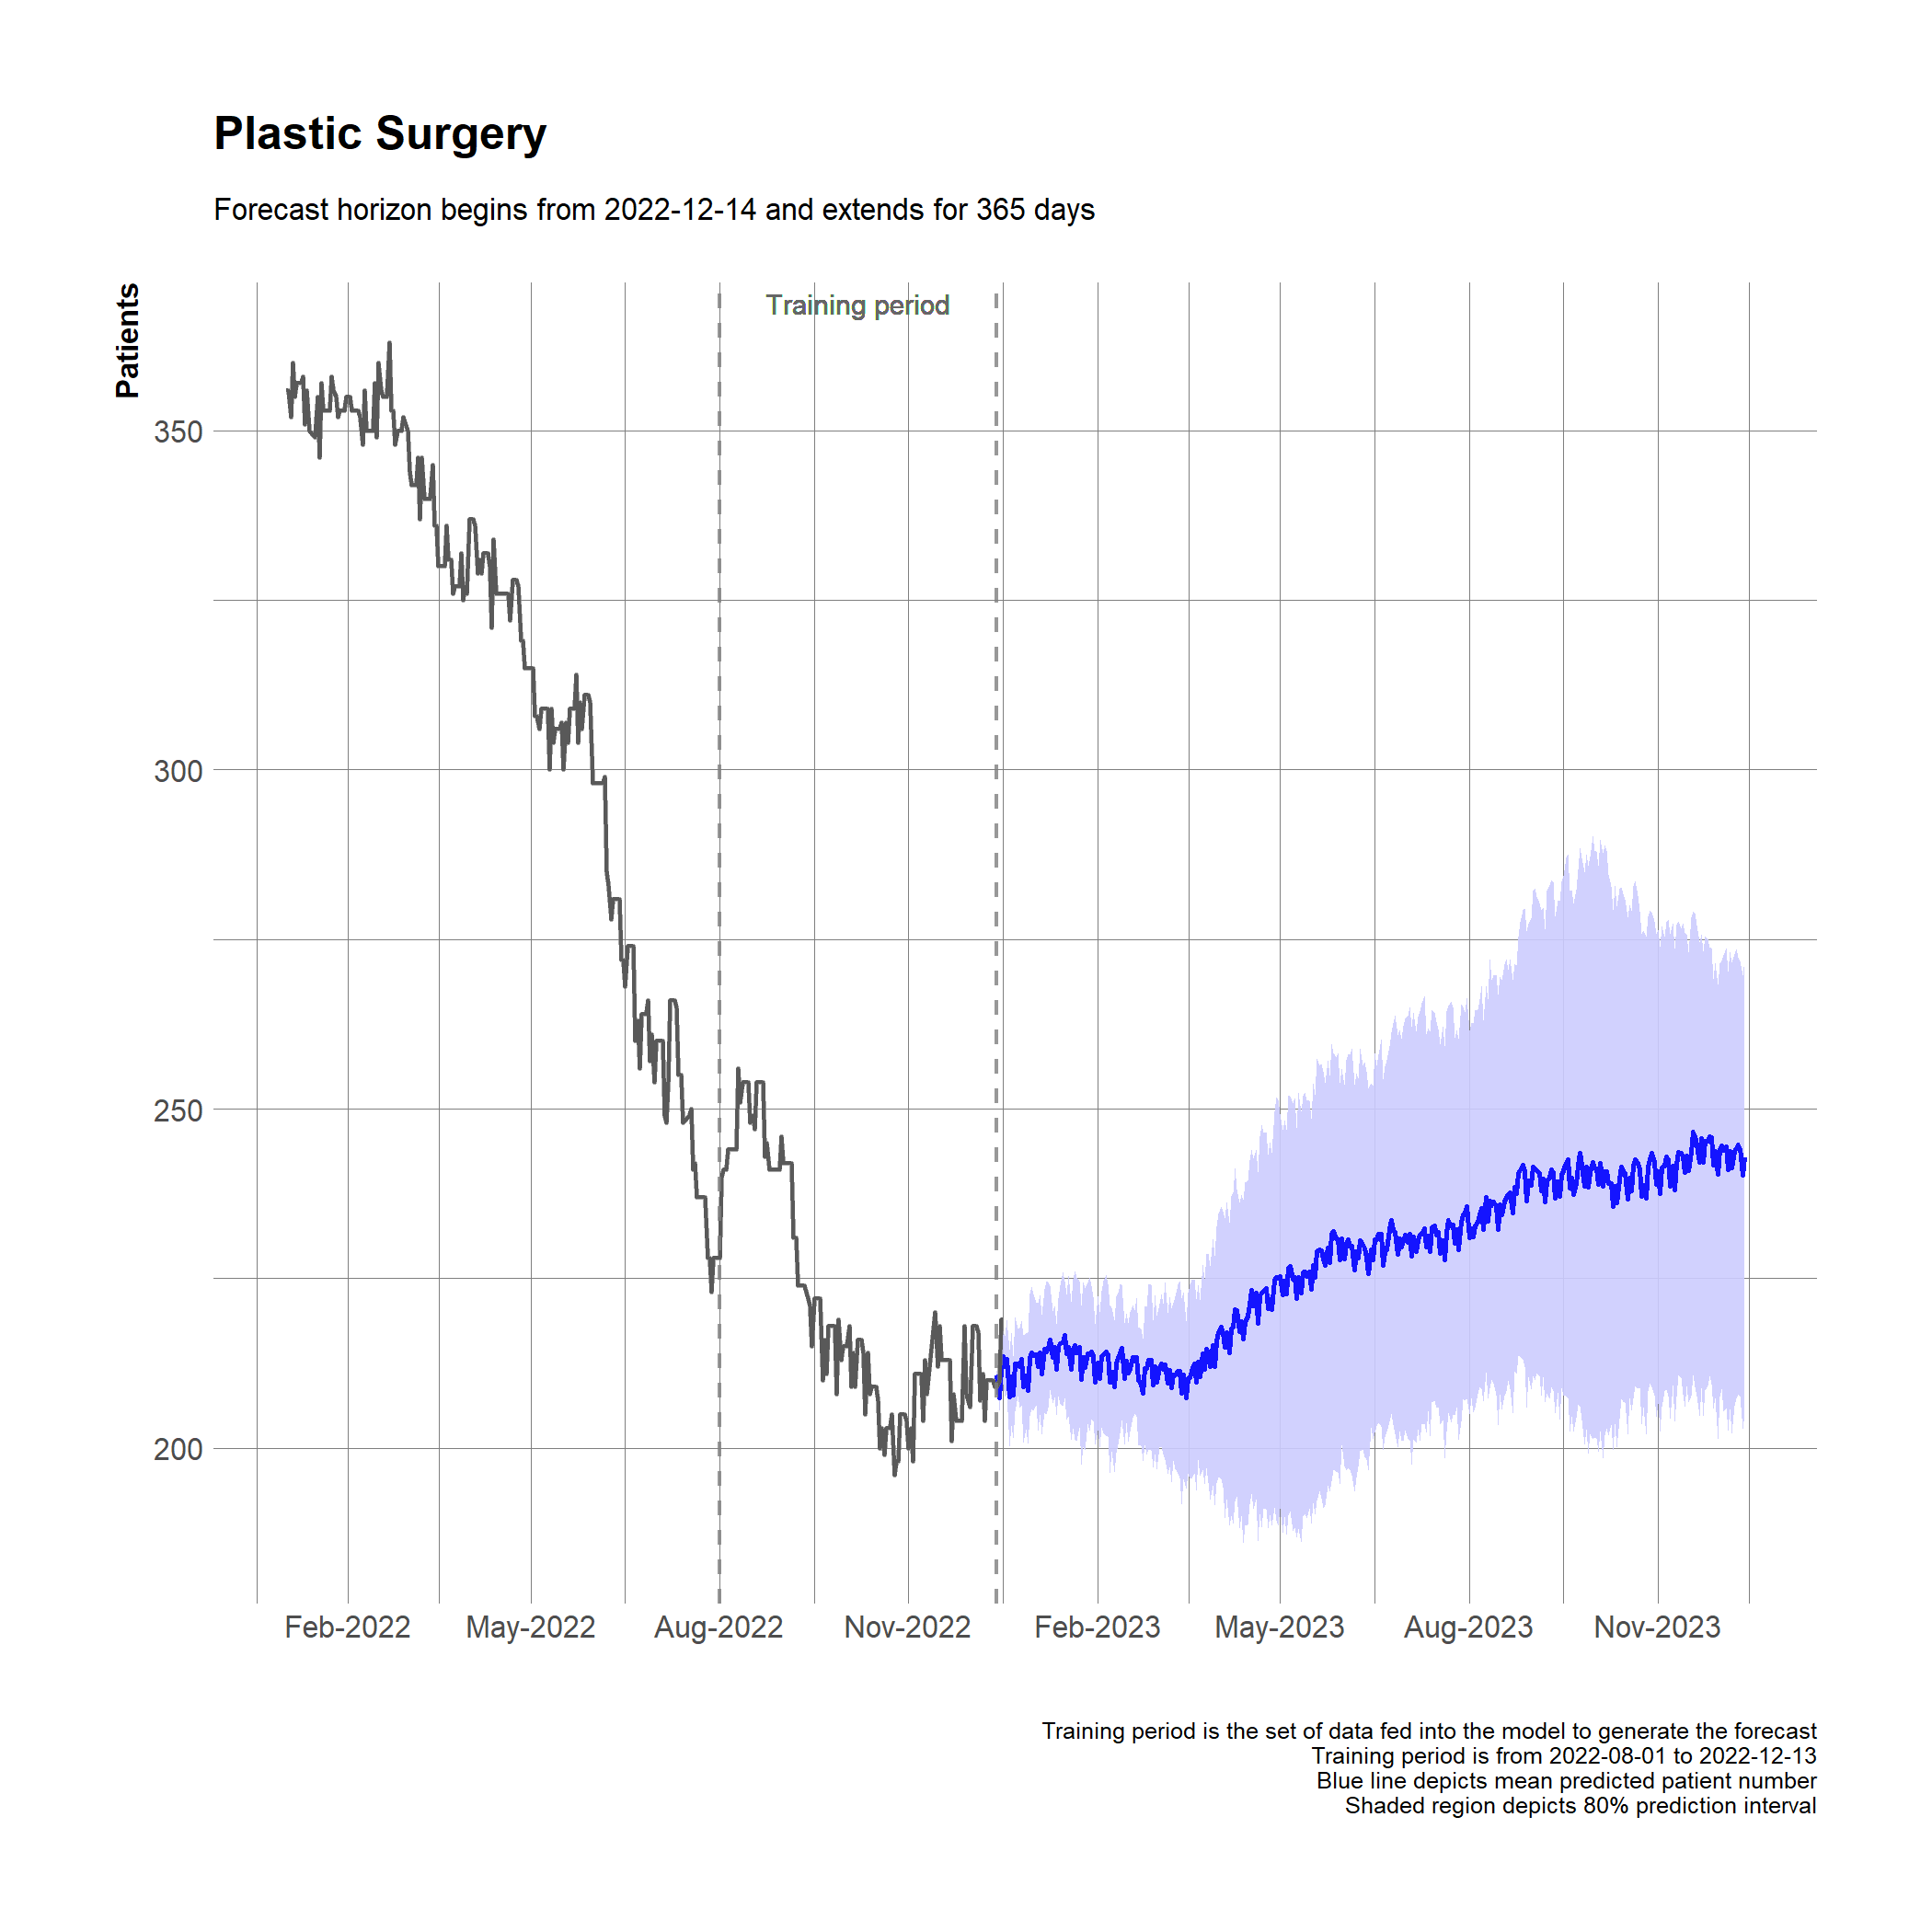 Plastic Surgery
Forecast horizon begins from 2022-12-14 and extends for 365 days
Patients
Training period
350
300
250
200
Feb-2022 May-2022 Aug-2022 Nov-2022 Feb-2023 May-2023 Aug-2023 Nov-2023
Training period is the set of data fed into the model to generate the forecast
Training period is from 2022-08-01 to 2022-12-13
Blue line depicts mean predicted patient number
Shaded region depicts 80% prediction interval